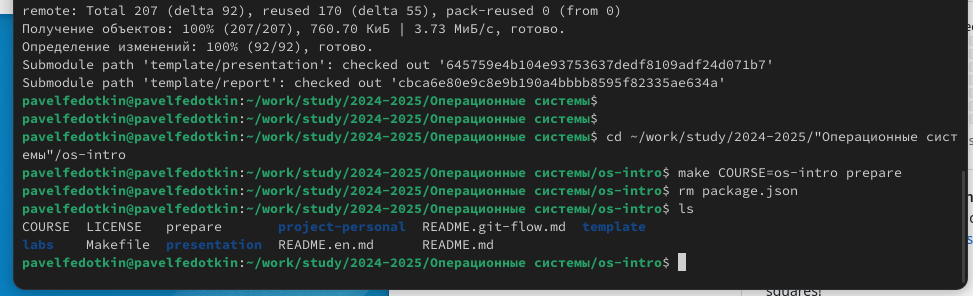 remote: Total 207 (delta 92), reused 170 (delta 55), pack-reused 0 (from 0)
Получение объектов: 100% (207/207), 760.70 КиБ | 3.73 МиБ/с, готово.
Определение изменений: 100% (92/92), готово.
Submodule path 'template/presentation': checked out '645759e4b104e93753637dedf8109adf24d071b7'
Submodule path 'template/report': checked out 'cbca6e80e9c8e9b190a4bbbb8595f82335ae634a'
pavelfedotkin@pavelfedotkin:~/work/study/2024-2025/Операционные системы$
pavelfedotkin@pavelfedotkin:~/work/study/2024-2025/Операционные системы$
pavelfedotkin@pavelfedotkin:~/work/study/2024-2025/Операционные системы$ cd ~/work/study/2024-2025/"Операционные сист
емы"/os-intro
pavelfedotkin@pavelfedotkin:~/work/study/2024-2025/Операционные системы/os-intro$ make COURSE=os-intro prepare
pavelfedotkin@pavelfedotkin:~/work/study/2024-2025/Операционные системы/os-intro$ rm package.json
pavelfedotkin@pavelfedotkin:~/work/study/2024-2025/Операционные системы/os-intro$ ls
COURSE LICENSE prepare project-personal README.git-flow.md template
labs Makefile presentation README.en.md README.md
pavelfedotkin@pavelfedotkin:~/work/study/2024-2025/Операционные системы/os-intro$
squares!